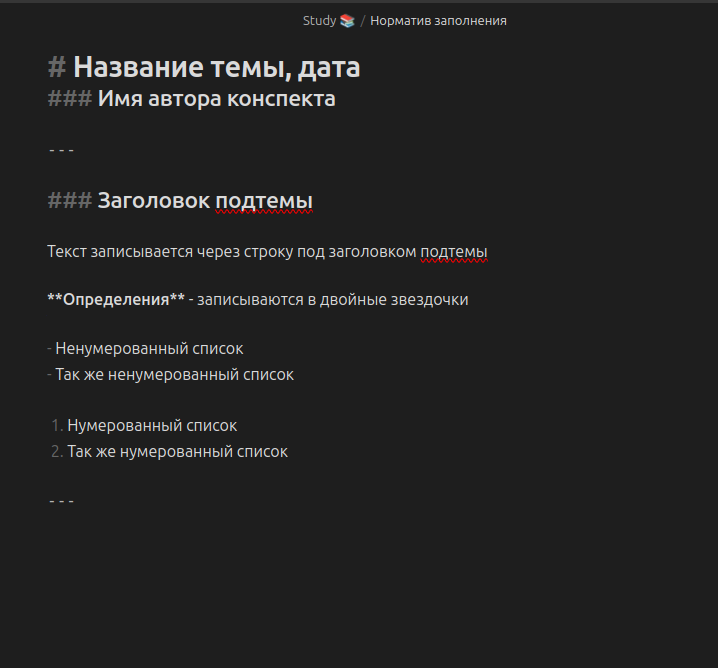 Study 📚 / Норматив заполнения
# Название темы, дата
### Имя автора конспекта
---
### Заголовок подтемы
Текст записывается через строку под заголовком подтемы
**Определения** - записываются в двойные звездочки
- Ненумерованный список
- Так же ненумерованный список
1. Нумерованный список
2. Так же нумерованный список
---